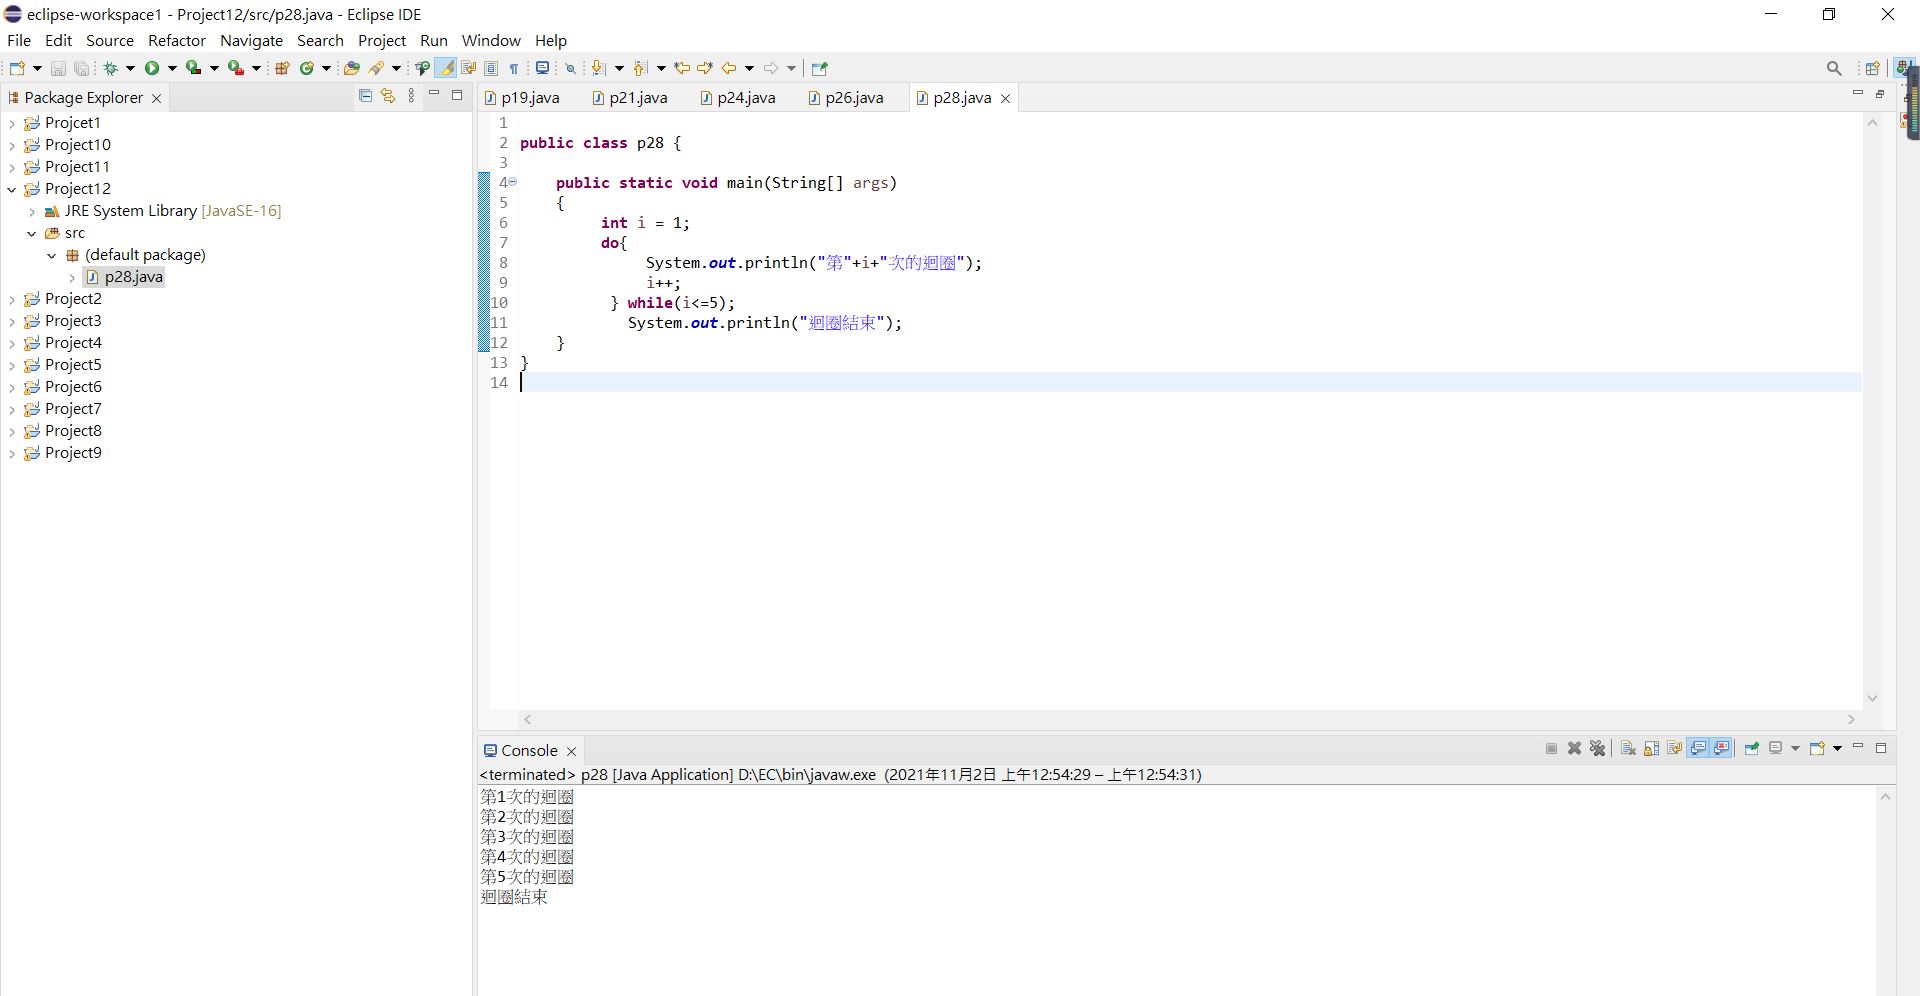 eclipse-workspace1 - Project12/src/p28.java - Eclipse IDE
File Edit Source Refactor Navigate Search Project Run Window Help
Package Explorer
Projcet1
Project10
Project11
Project12
JRE System Library [JavaSE-16]
src
(default package)
p28.java
Project2
Project3
Project4
Project5
Project6
Project7
Project8
Project9
p19.java p21.java p24.java p26.java p28.java
1
2 public class p28 {
3
4 public static void main(String[] args)
5 {
6 int i = 1;
7 do{
8 System.out.println("第"+i+"次的迴圈");
9 i++;
10 } while(i<=5);
11 System.out.println("迴圈結束");
12 }
13 }
14
Console
<terminated> p28 [Java Application] D:\EC\bin\javaw.exe (2021年11月2日 上午12:54:29 – 上午12:54:31)
第1次的迴圈
第2次的迴圈
第3次的迴圈
第4次的迴圈
第5次的迴圈
迴圈結束